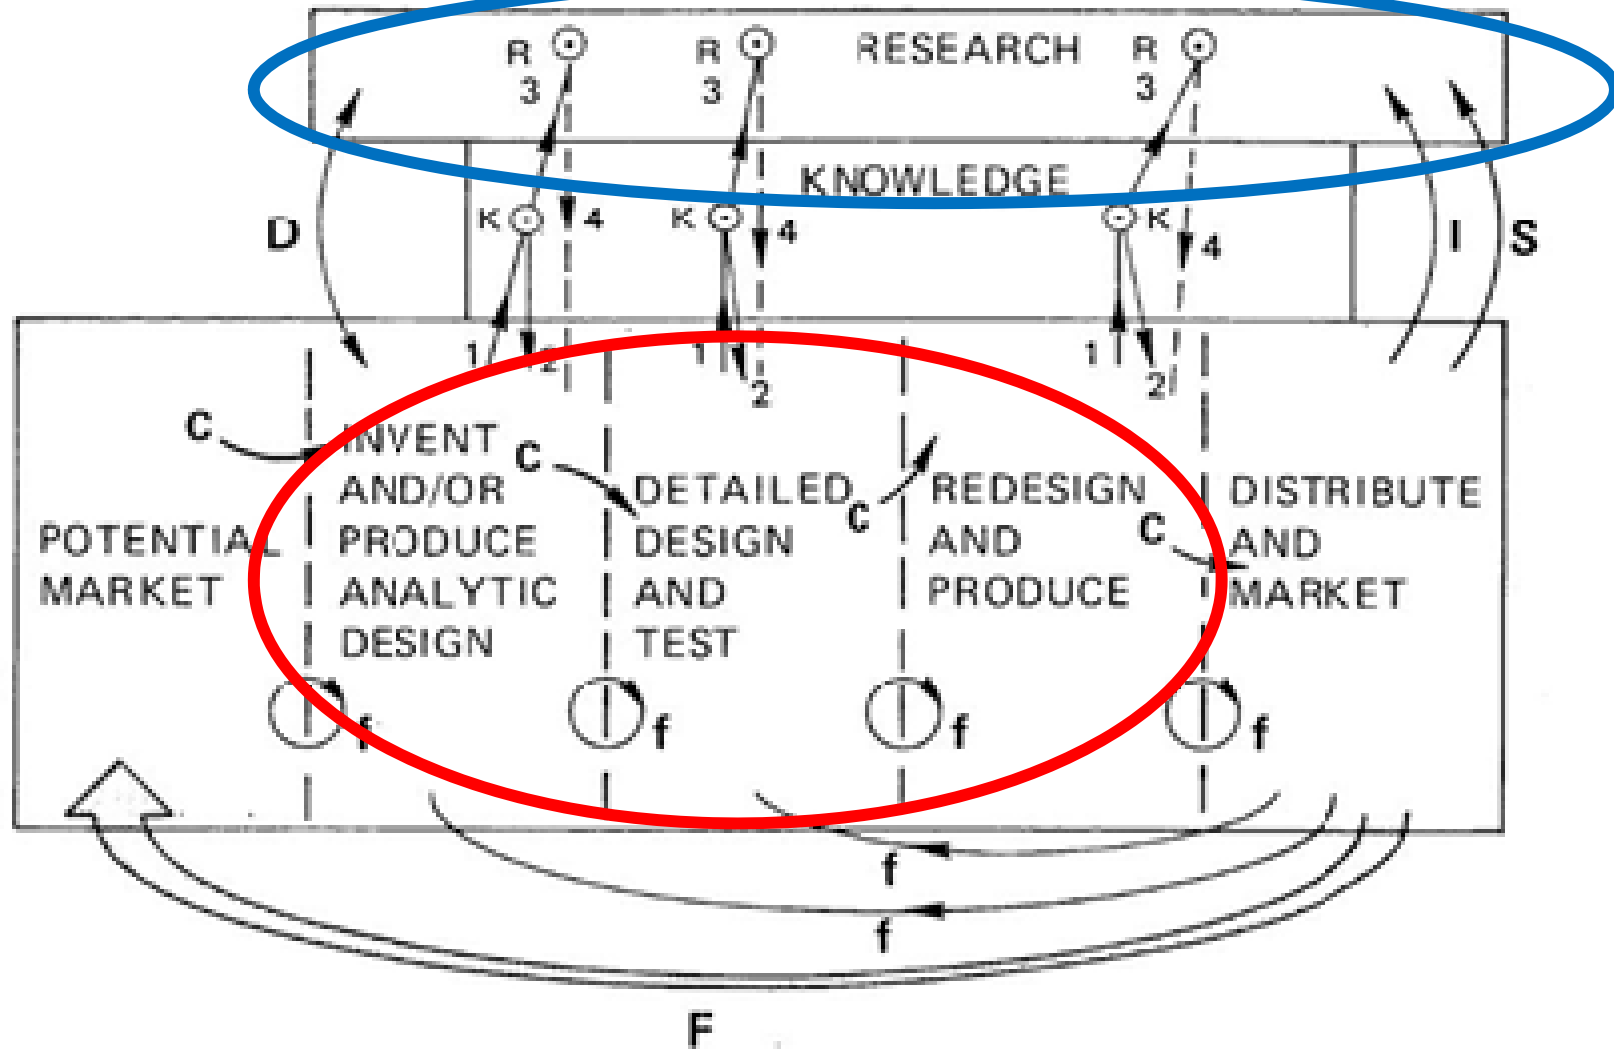 R R RESEARCH R
3 3 3
KNOWLEDGE
D K 4 K 4 K 4 I S
1 2 1 2 1 2
C C C C
POTENTIAL
MARKET
INVENT
AND/OR
PRODUCE
ANALYTIC
DESIGN
DETAILED
DESIGN
AND
TEST
REDESIGN
AND
PRODUCE
DISTRIBUTE
AND
MARKET
f f f f
f
f
F